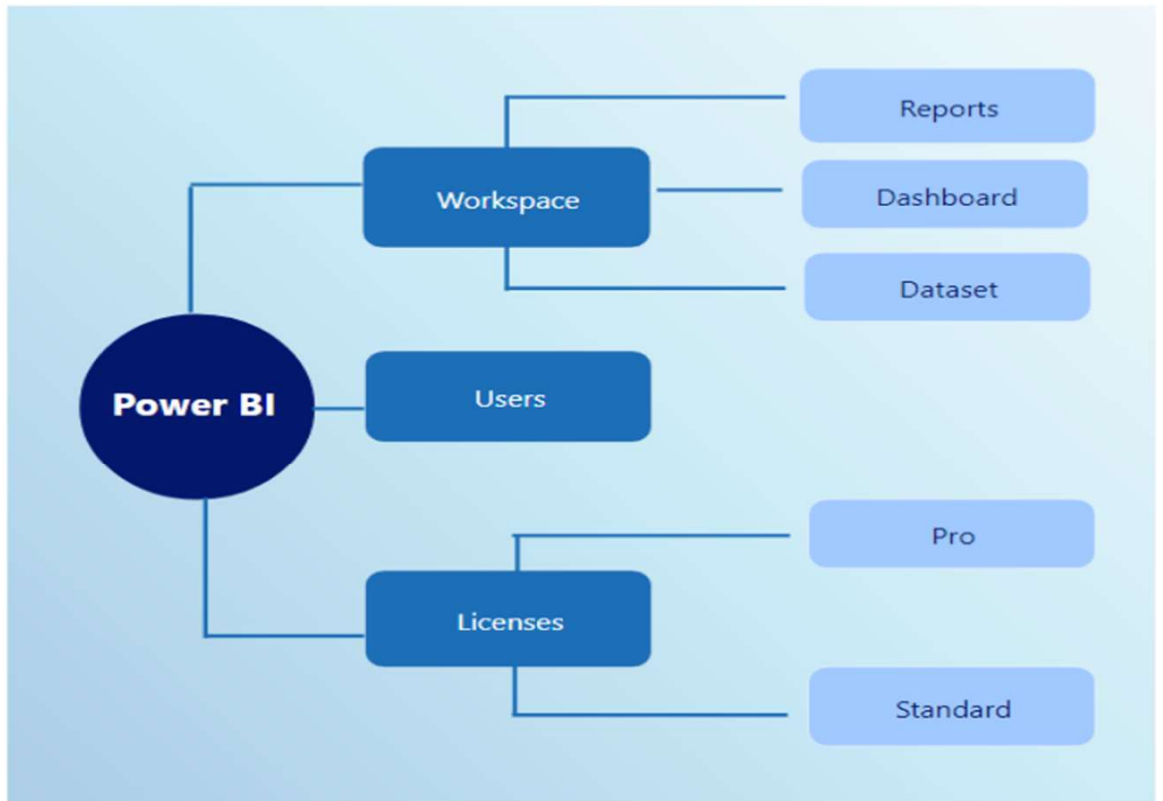 Reports
Workspace
Dashboard
Dataset
Power BI
Users
Pro
Licenses
Standard